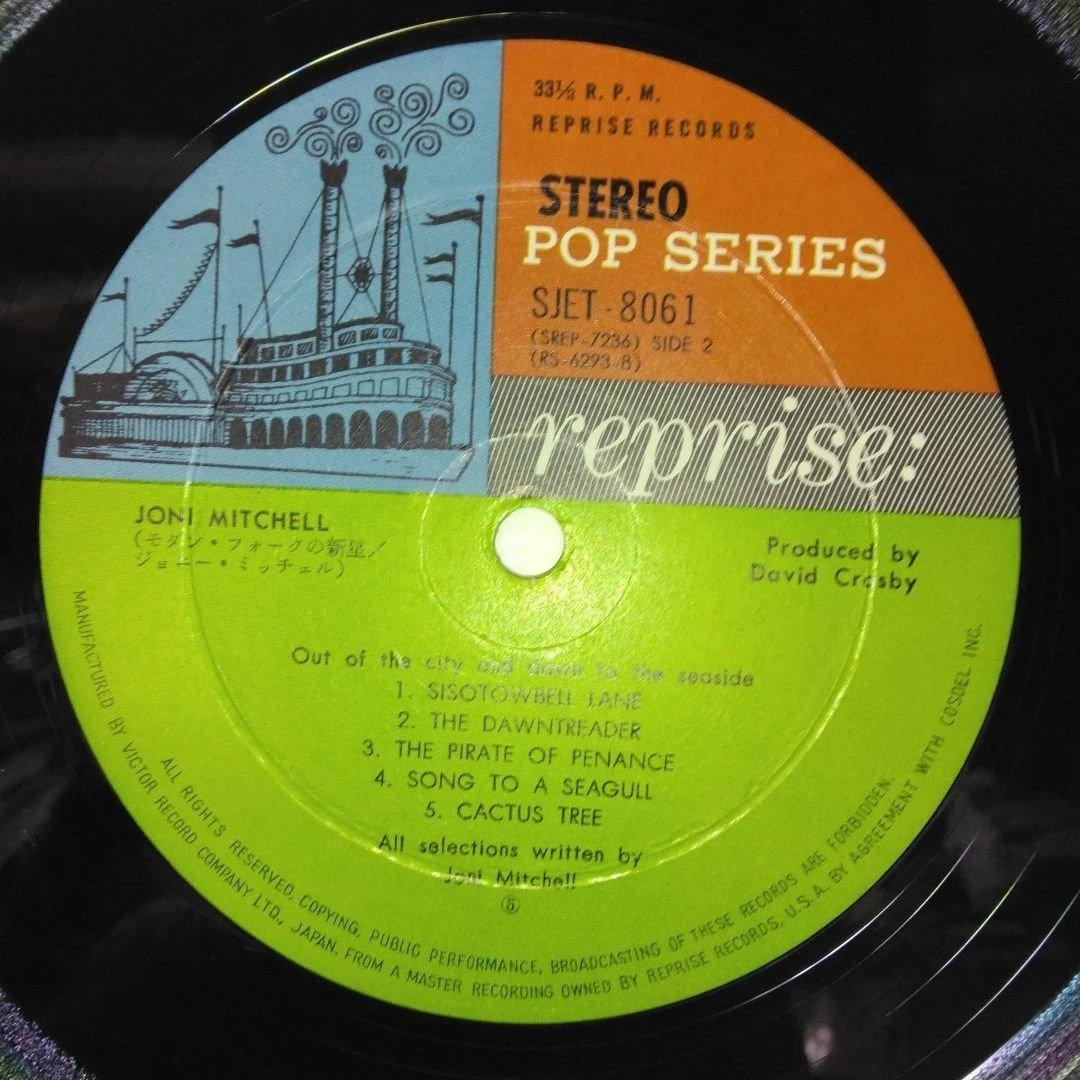 33⅓ R. P. M.
REPRISE RECORDS
STEREO
POP SERIES
SJET-8061
(SREP-7236) SIDE 2
(RS-6293-B)
reprise:
JONI MITCHELL
(モダン・フォークの新星/
ジョニー・ミッチェル)
Produced by
David Crosby
Out of the city and down to the seaside
1. SISOTOWBELL LANE
2. THE DAWNTREADER
3. THE PIRATE OF PENANCE
4. SONG TO A SEAGULL
5. CACTUS TREE
All selections written by
Joni Mitchell
⑤
ALL RIGHTS RESERVED, COPYING, PUBLIC PERFORMANCE, BROADCASTING OF THESE RECORDS ARE FORBIDDEN.
MANUFACTURED BY VICTOR RECORD COMPANY LTD., JAPAN. FROM A MASTER RECORDING OWNED BY REPRISE RECORDS, U.S.A. BY AGREEMENT WITH COSDEL INC.